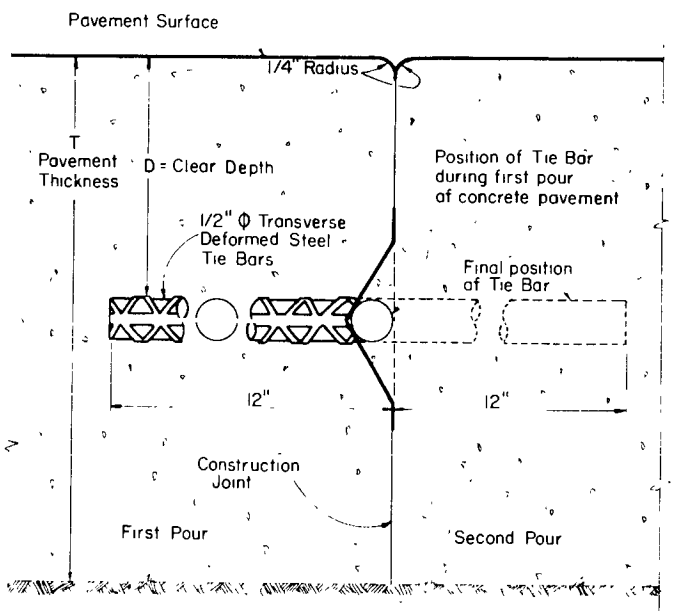 Pavement Surface
1/4" Radius
T
Pavement
Thickness
D = Clear Depth
Position of Tie Bar
during first pour
of concrete pavement
1/2" Φ Transverse
Deformed Steel
Tie Bars
Final position
of Tie Bar
12"
12"
Construction
Joint
First Pour
Second Pour